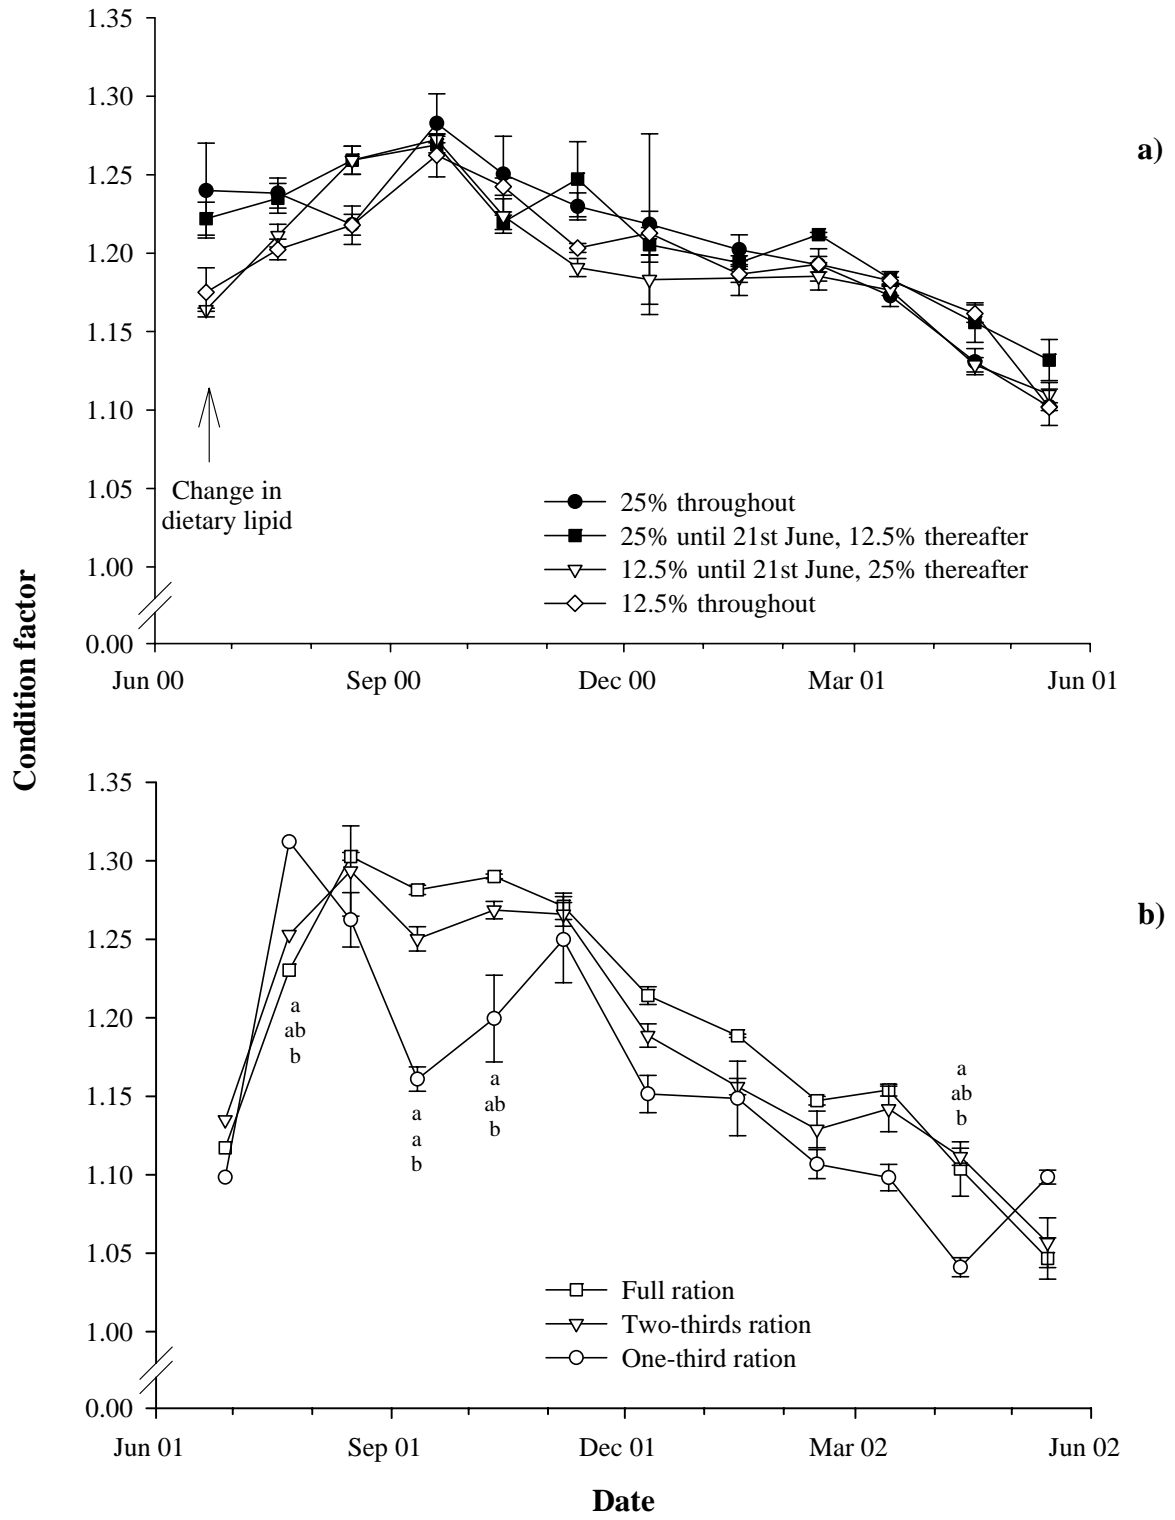 1.35
1.30
a)
1.25
1.20
1.15
1.10
1.05
Change in
dietary lipid
25% throughout
25% until 21st June, 12.5% thereafter
12.5% until 21st June, 25% thereafter
12.5% throughout
1.00
0.00
Jun 00 Sep 00 Dec 00 Mar 01 Jun 01
Condition factor
1.35
1.30
b)
1.25
1.20
1.15
1.10
1.05
1.00
0.00
a
ab
b
a
a
b
a
ab
b
a
ab
b
Full ration
Two-thirds ration
One-third ration
Jun 01 Sep 01 Dec 01 Mar 02 Jun 02
Date